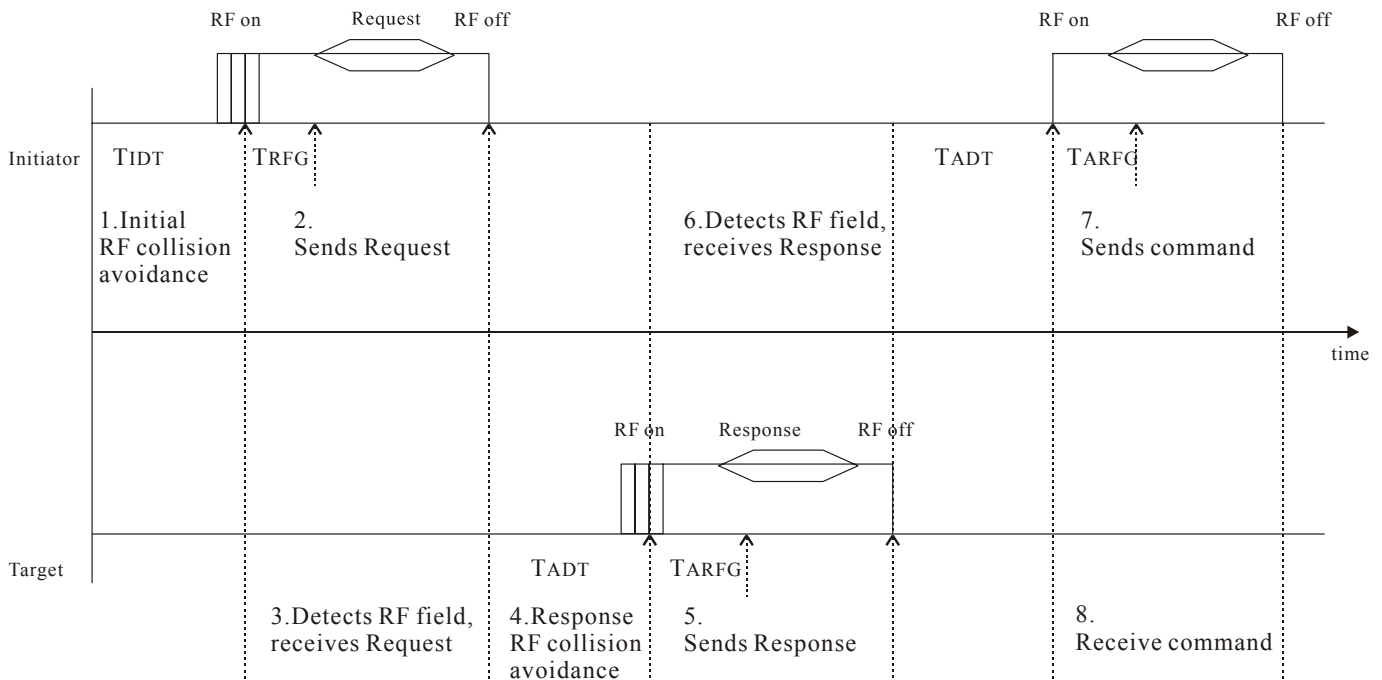 RF on
Request
RF off
RF on
RF off
Initiator
TIDT
TRFG
TADT
TARFG
1.Initial
RF collision
avoidance
2.
Sends Request
6.Detects RF field,
receives Response
7.
Sends command
time
RF on
Response
RF off
Target
TADT
TARFG
3.Detects RF field,
receives Request
4.Response
RF collision
avoidance
5.
Sends Response
8.
Receive command